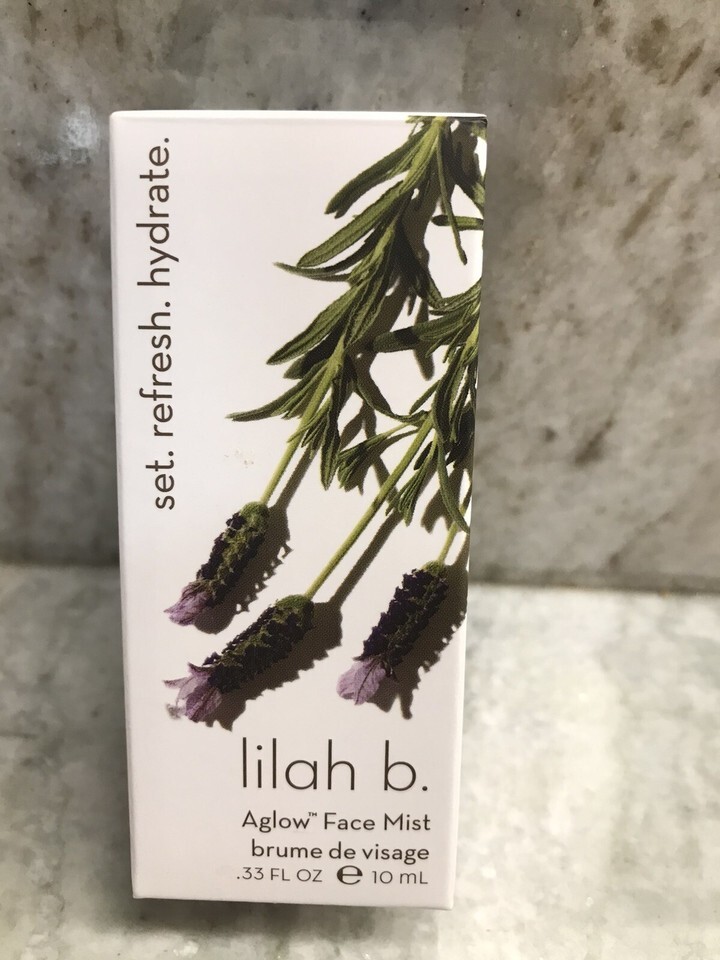 set. refresh. hydrate.
lilah b.
Aglow™ Face Mist
brume de visage
.33 FL OZ ℮ 10 mL